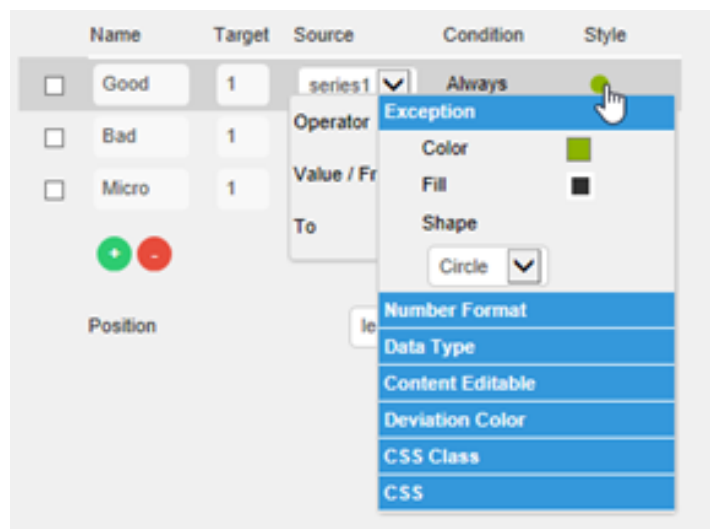 Name Target Source Condition Style
Good 1 series1 Always
Exception
Bad 1 Operator
Color
Value / Fr
Micro 1 Fill
To Shape
+ -
Circle
Number Format
Position le
Data Type
Content Editable
Deviation Color
CSS Class
CSS